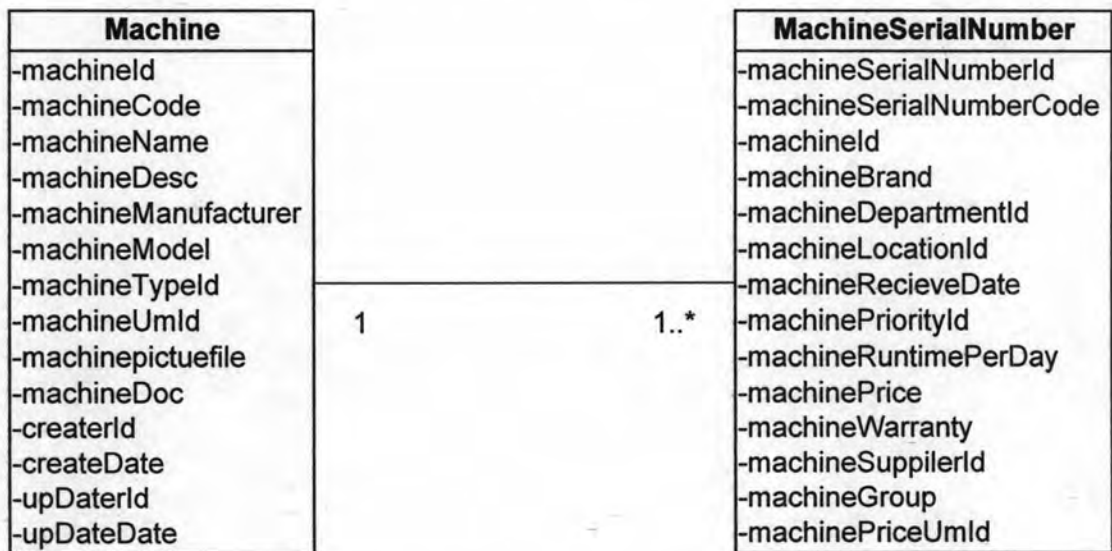 Machine
-machineId
-machineCode
-machineName
-machineDesc
-machineManufacturer
-machineModel
-machineTypeId
-machineUmId
-machinepictuefile
-machineDoc
-createrId
-createDate
-upDaterId
-upDateDate
1
1..*
MachineSerialNumber
-machineSerialNumberId
-machineSerialNumberCode
-machineId
-machineBrand
-machineDepartmentId
-machineLocationId
-machineRecieveDate
-machinePriorityId
-machineRuntimePerDay
-machinePrice
-machineWarranty
-machineSuppilerId
-machineGroup
-machinePriceUmId